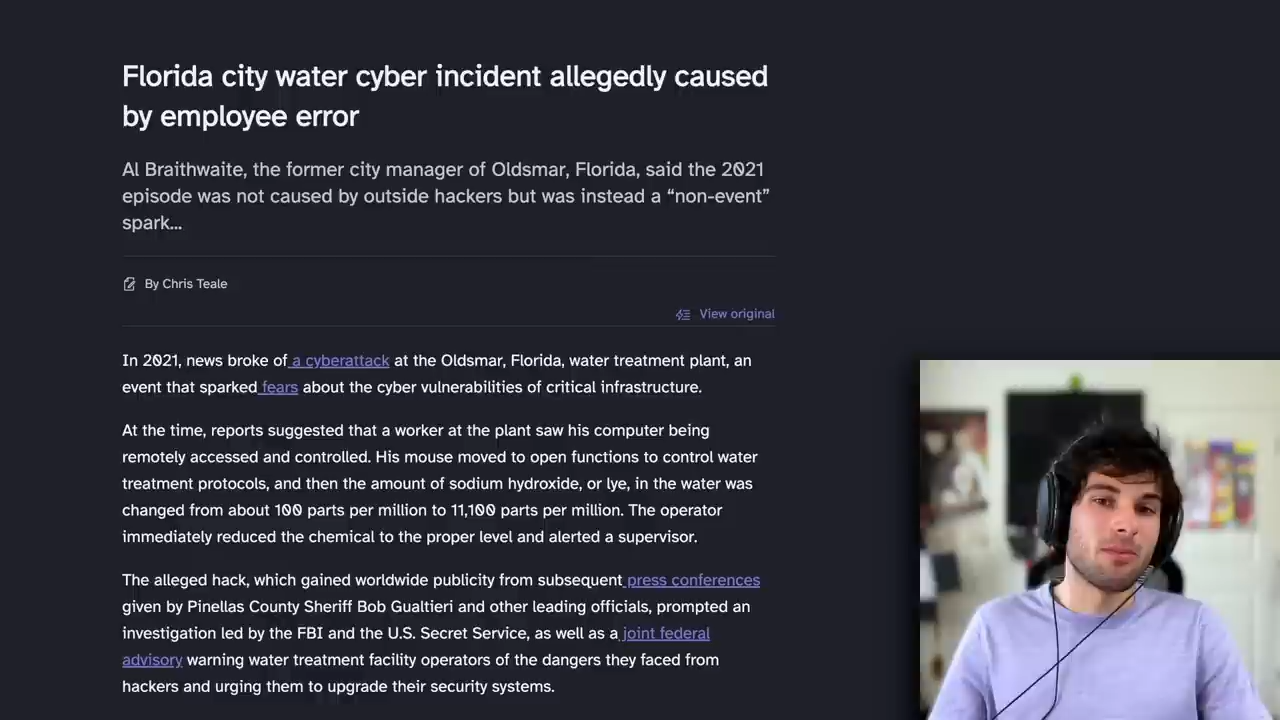 Florida city water cyber incident allegedly caused
by employee error
Al Braithwaite, the former city manager of Oldsmar, Florida, said the 2021
episode was not caused by outside hackers but was instead a “non-event”
spark...
By Chris Teale
View original
In 2021, news broke of a cyberattack at the Oldsmar, Florida, water treatment plant, an
event that sparked fears about the cyber vulnerabilities of critical infrastructure.
At the time, reports suggested that a worker at the plant saw his computer being
remotely accessed and controlled. His mouse moved to open functions to control water
treatment protocols, and then the amount of sodium hydroxide, or lye, in the water was
changed from about 100 parts per million to 11,100 parts per million. The operator
immediately reduced the chemical to the proper level and alerted a supervisor.
The alleged hack, which gained worldwide publicity from subsequent press conferences
given by Pinellas County Sheriff Bob Gualtieri and other leading officials, prompted an
investigation led by the FBI and the U.S. Secret Service, as well as a joint federal
advisory warning water treatment facility operators of the dangers they faced from
hackers and urging them to upgrade their security systems.